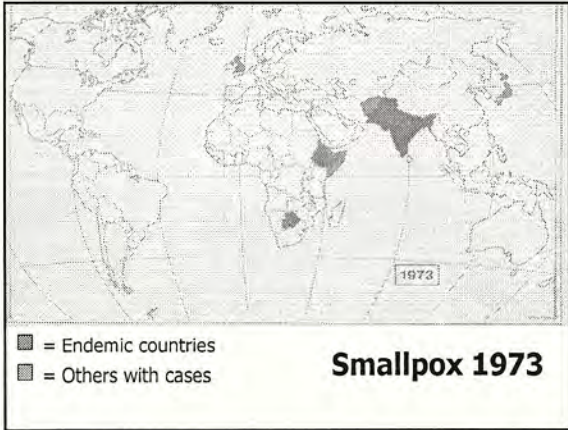 1973
= Endemic countries
= Others with cases
Smallpox 1973